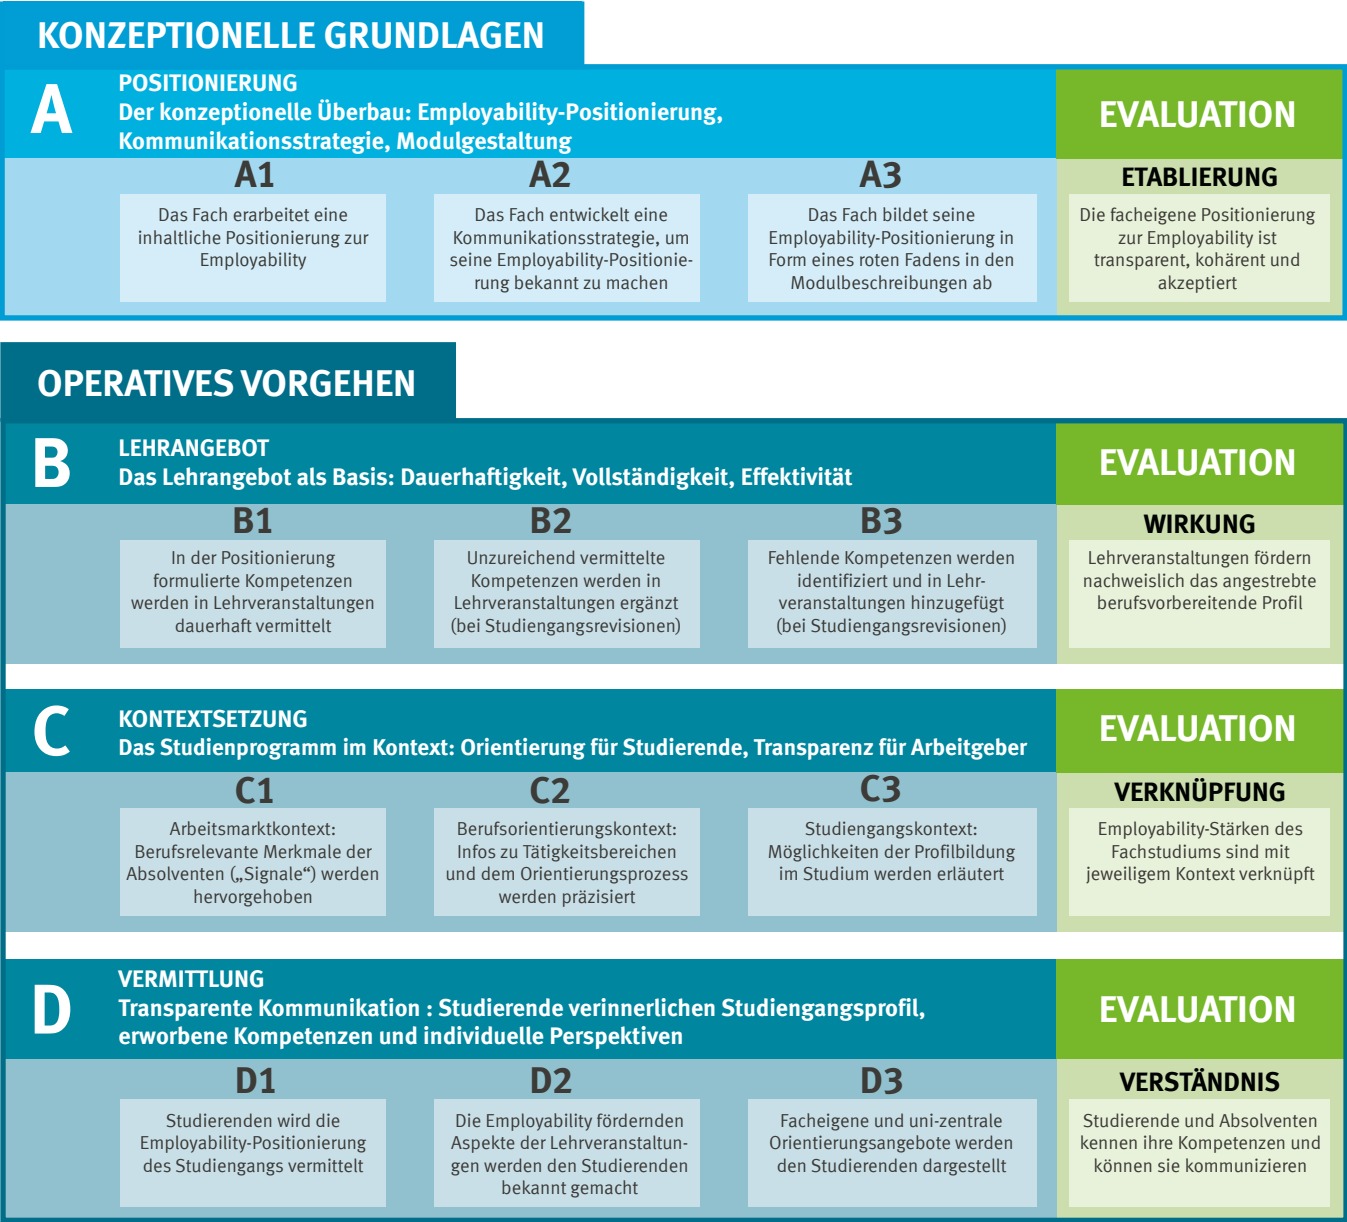 KONZEPTIONELLE GRUNDLAGEN
A
POSITIONIERUNG
Der konzeptionelle Überbau: Employability-Positionierung,
Kommunikationsstrategie, Modulgestaltung
EVALUATION
A1
Das Fach erarbeitet eine
inhaltliche Positionierung zur
Employability
A2
Das Fach entwickelt eine
Kommunikationsstrategie, um
seine Employability-Positionie-
rung bekannt zu machen
A3
Das Fach bildet seine
Employability-Positionierung in
Form eines roten Fadens in den
Modulbeschreibungen ab
ETABLIERUNG
Die facheigene Positionierung
zur Employability ist
transparent, kohärent und
akzeptiert
OPERATIVES VORGEHEN
B
LEHRANGEBOT
Das Lehrangebot als Basis: Dauerhaftigkeit, Vollständigkeit, Effektivität
EVALUATION
B1
In der Positionierung
formulierte Kompetenzen
werden in Lehrveranstaltungen
dauerhaft vermittelt
B2
Unzureichend vermittelte
Kompetenzen werden in
Lehrveranstaltungen ergänzt
(bei Studiengangsrevisionen)
B3
Fehlende Kompetenzen werden
identifiziert und in Lehr-
veranstaltungen hinzugefügt
(bei Studiengangsrevisionen)
WIRKUNG
Lehrveranstaltungen fördern
nachweislich das angestrebte
berufsvorbereitende Profil
C
KONTEXTSETZUNG
Das Studienprogramm im Kontext: Orientierung für Studierende, Transparenz für Arbeitgeber
EVALUATION
C1
Arbeitsmarktkontext:
Berufsrelevante Merkmale der
Absolventen („Signale“) werden
hervorgehoben
C2
Berufsorientierungskontext:
Infos zu Tätigkeitsbereichen
und dem Orientierungsprozess
werden präzisiert
C3
Studiengangskontext:
Möglichkeiten der Profilbildung
im Studium werden erläutert
VERKNÜPFUNG
Employability-Stärken des
Fachstudiums sind mit
jeweiligem Kontext verknüpft
D
VERMITTLUNG
Transparente Kommunikation : Studierende verinnerlichen Studiengangsprofil,
erworbene Kompetenzen und individuelle Perspektiven
EVALUATION
D1
Studierenden wird die
Employability-Positionierung
des Studiengangs vermittelt
D2
Die Employability fördernden
Aspekte der Lehrveranstaltun-
gen werden den Studierenden
bekannt gemacht
D3
Facheigene und uni-zentrale
Orientierungsangebote werden
den Studierenden dargestellt
VERSTÄNDNIS
Studierende und Absolventen
kennen ihre Kompetenzen und
können sie kommunizieren